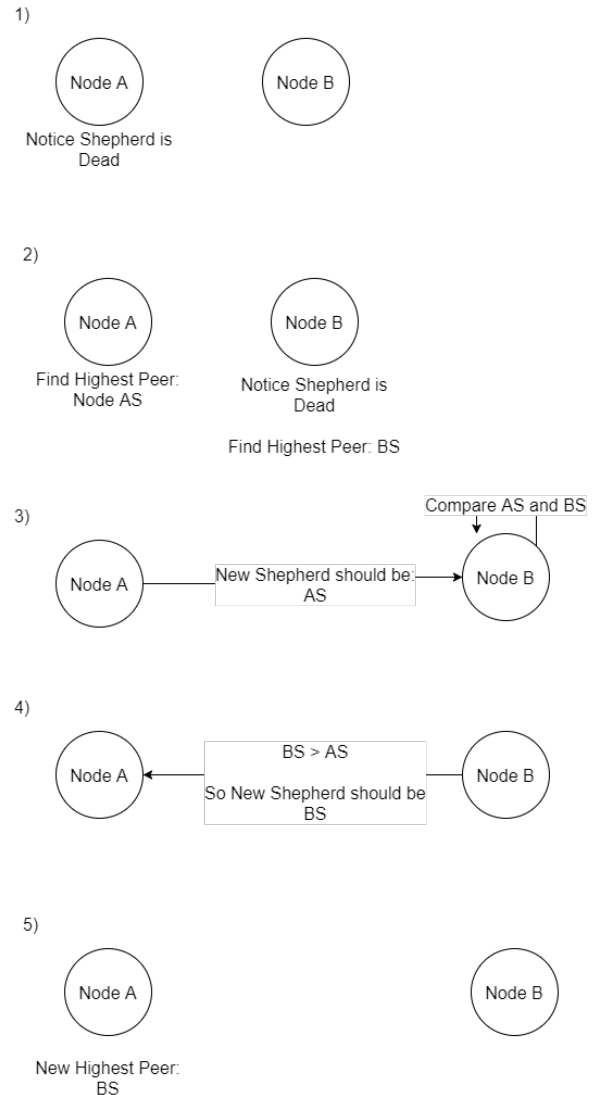 1)
Node A
Node B
Notice Shepherd is
Dead
2)
Node A
Node B
Find Highest Peer:
Node AS
Notice Shepherd is
Dead
Find Highest Peer: BS
3)
Compare AS and BS
Node A
New Shepherd should be:
AS
Node B
4)
Node A
BS > AS
So New Shepherd should be
BS
Node B
5)
Node A
Node B
New Highest Peer:
BS